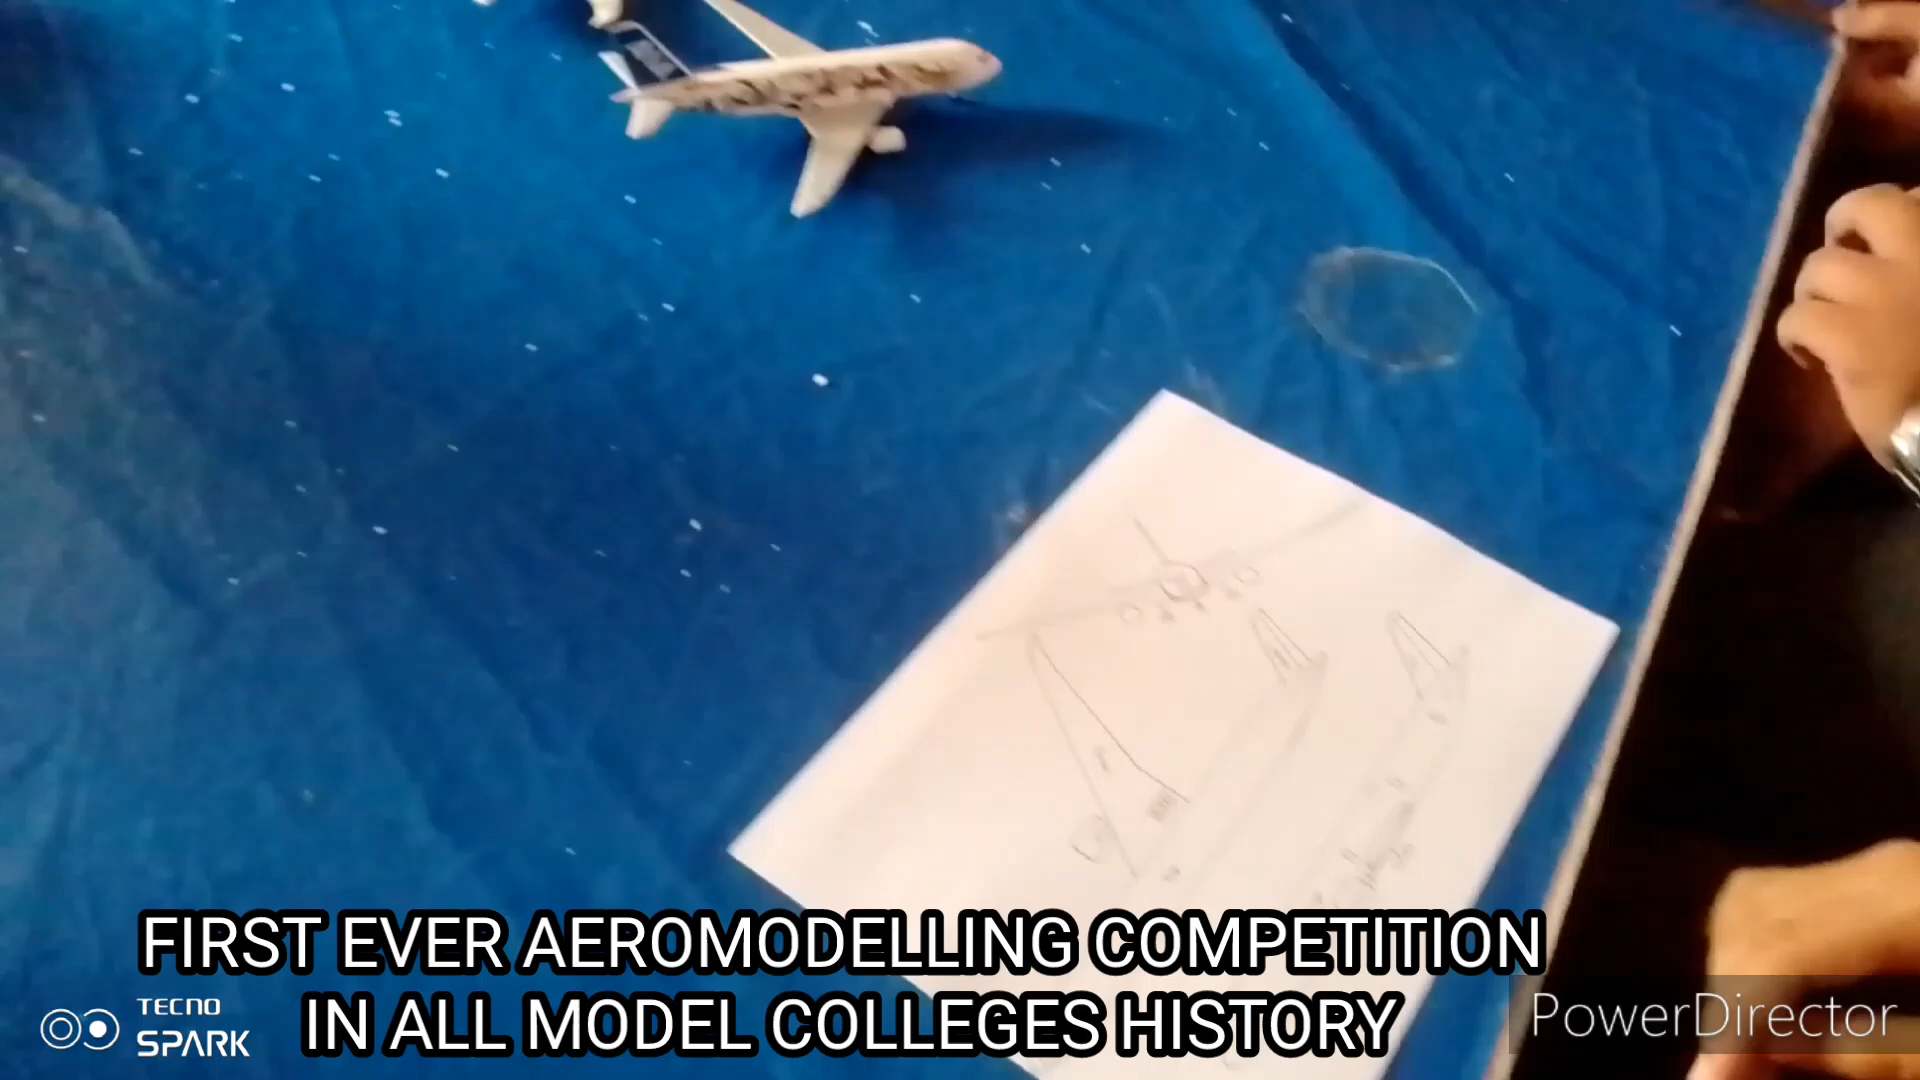 FIRST EVER AEROMODELLING COMPETITION
IN ALL MODEL COLLEGES HISTORY
TECNO
SPARK
PowerDirector